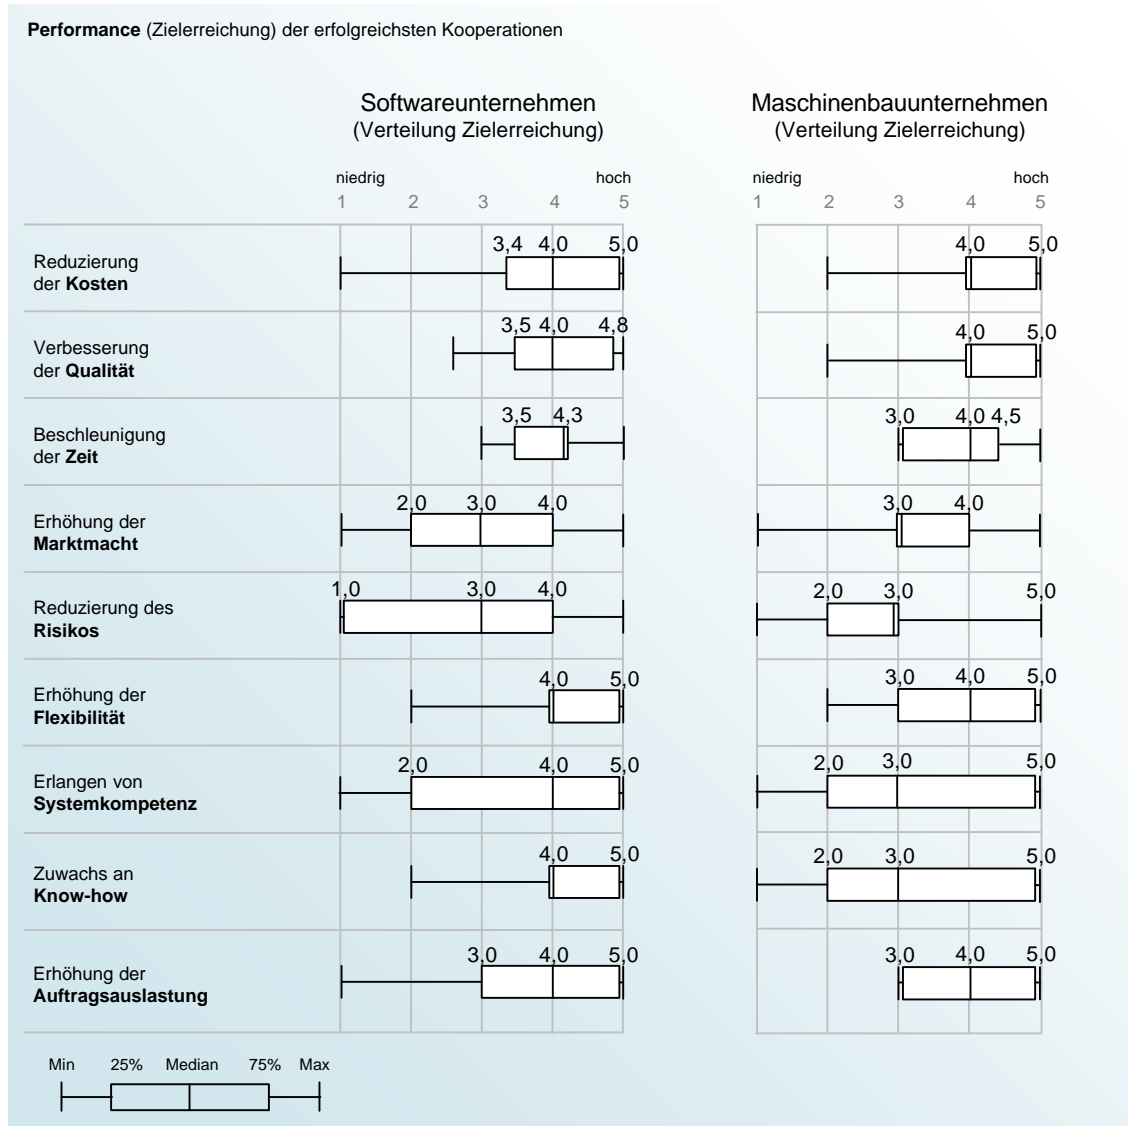 Performance (Zielerreichung) der erfolgreichsten Kooperationen
Softwareunternehmen
(Verteilung Zielerreichung)
Maschinenbauunternehmen
(Verteilung Zielerreichung)
niedrig hoch
1 2 3 4 5
niedrig hoch
1 2 3 4 5
Reduzierung
der Kosten
3,4 4,0 5,0
4,0 5,0
Verbesserung
der Qualität
3,5 4,0 4,8
4,0 5,0
Beschleunigung
der Zeit
3,5 4,3
3,0 4,0 4,5
Erhöhung der
Marktmacht
2,0 3,0 4,0
3,0 4,0
Reduzierung des
Risikos
1,0 3,0 4,0
2,0 3,0 5,0
Erhöhung der
Flexibilität
4,0 5,0
3,0 4,0 5,0
Erlangen von
Systemkompetenz
2,0 4,0 5,0
2,0 3,0 5,0
Zuwachs an
Know-how
4,0 5,0
2,0 3,0 5,0
Erhöhung der
Auftragsauslastung
3,0 4,0 5,0
3,0 4,0 5,0
Min 25% Median 75% Max